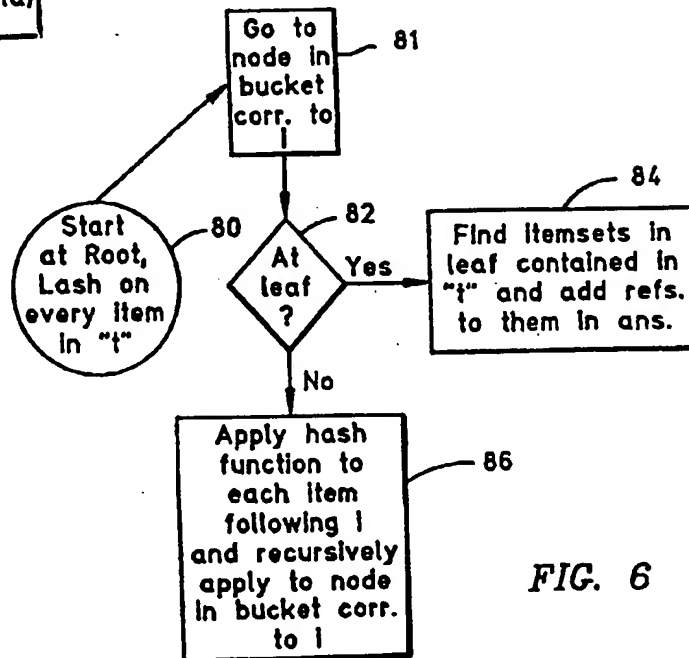 Go to
node in
bucket
corr. to
i
81
Start
at Root,
Lash on
every item
in "t"
80
At
leaf
?
82
Yes
Find itemsets in
leaf contained in
"t" and add refs.
to them in ans.
84
No
Apply hash
function to
each item
following i
and recursively
apply to node
in bucket corr.
to i
86
FIG. 6